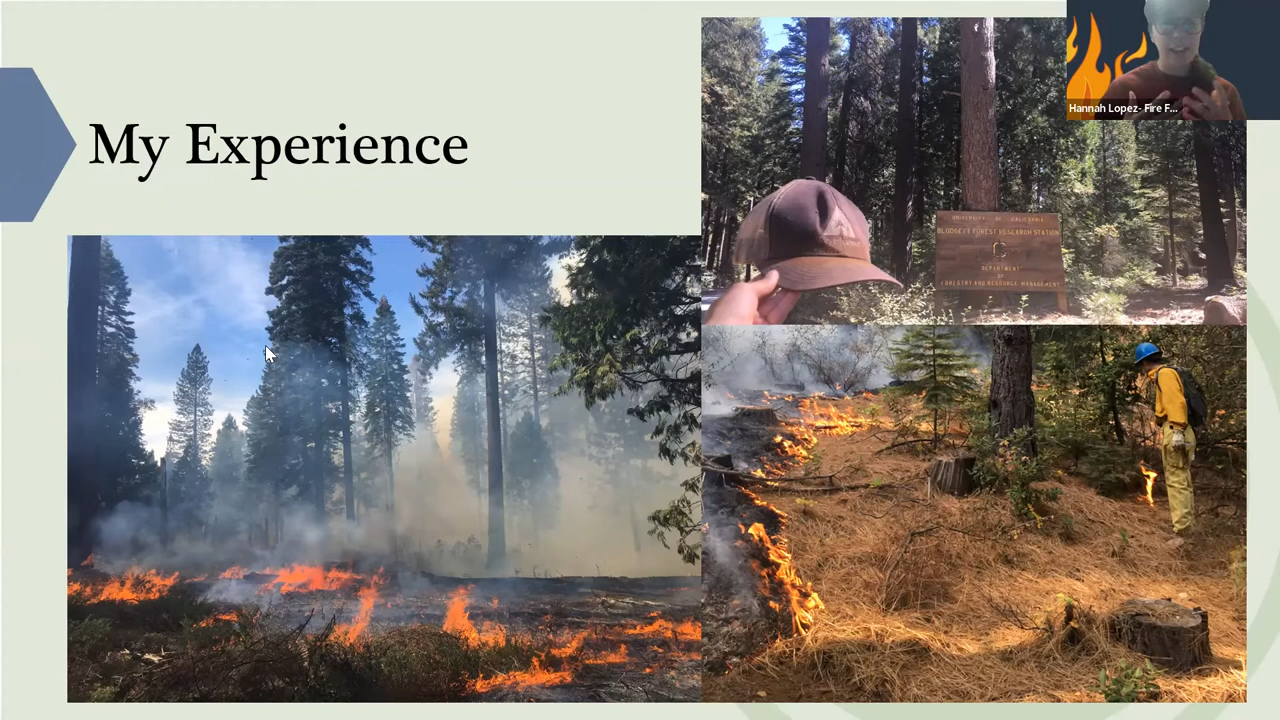 My Experience
Hannah Lopez- Fire F...
UNIVERSITY OF CALIFORNIA
BLODGETT FOREST RESEARCH STATION
DEPARTMENT
OF
FORESTRY AND RESOURCE MANAGEMENT